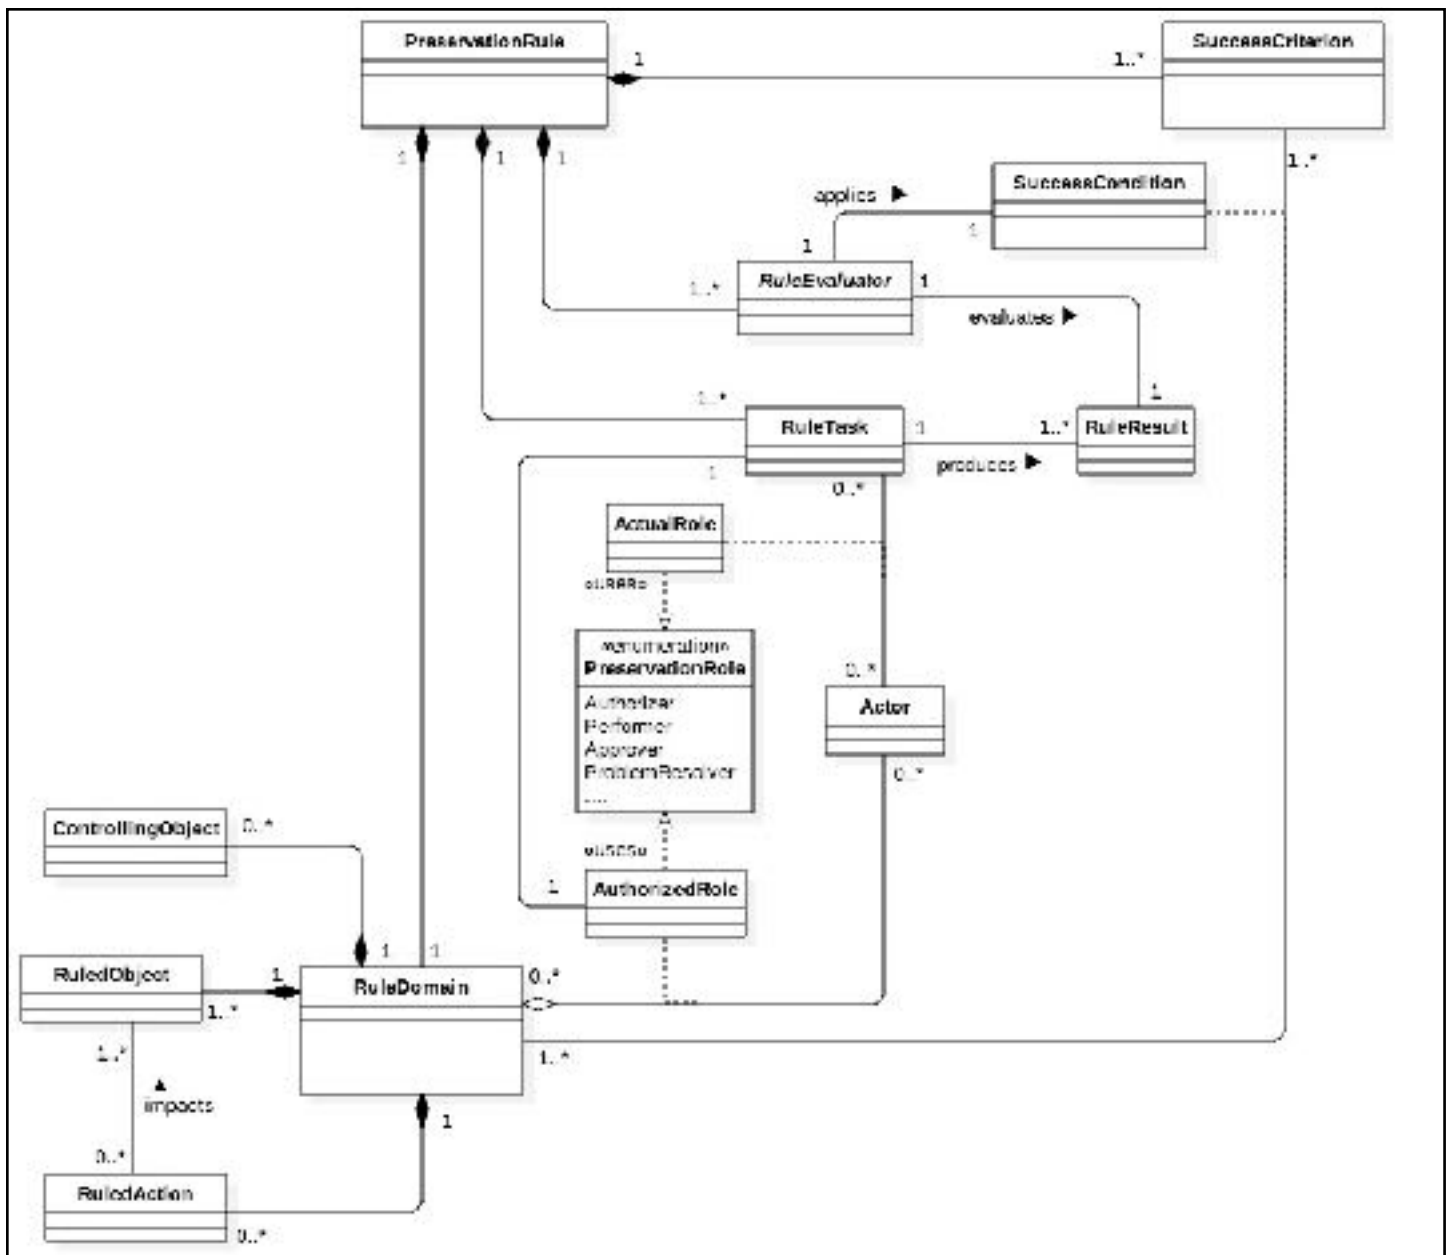 PreservationRule
SuccessCriterion
1
1..*
1
1
1
1..*
SuccessCondition
applies ►
1
1
RuleEvaluator
1
1..*
evaluates ►
1
1..*
RuleTask
1
1..*
RuleResult
1
produces ►
0..*
ActualRole
«uses»
«enumeration»
PreservationRole
0..*
Authorizer
Actor
Performer
Approver
ProblemResolver
0..*
....
ControllingObject
0..*
«uses»
1
AuthorizedRole
1
1
RuledObject
1
0..*
RuleDomain
1..*
1..*
1..*
▲
impacts
1
0..*
RuledAction
0..*